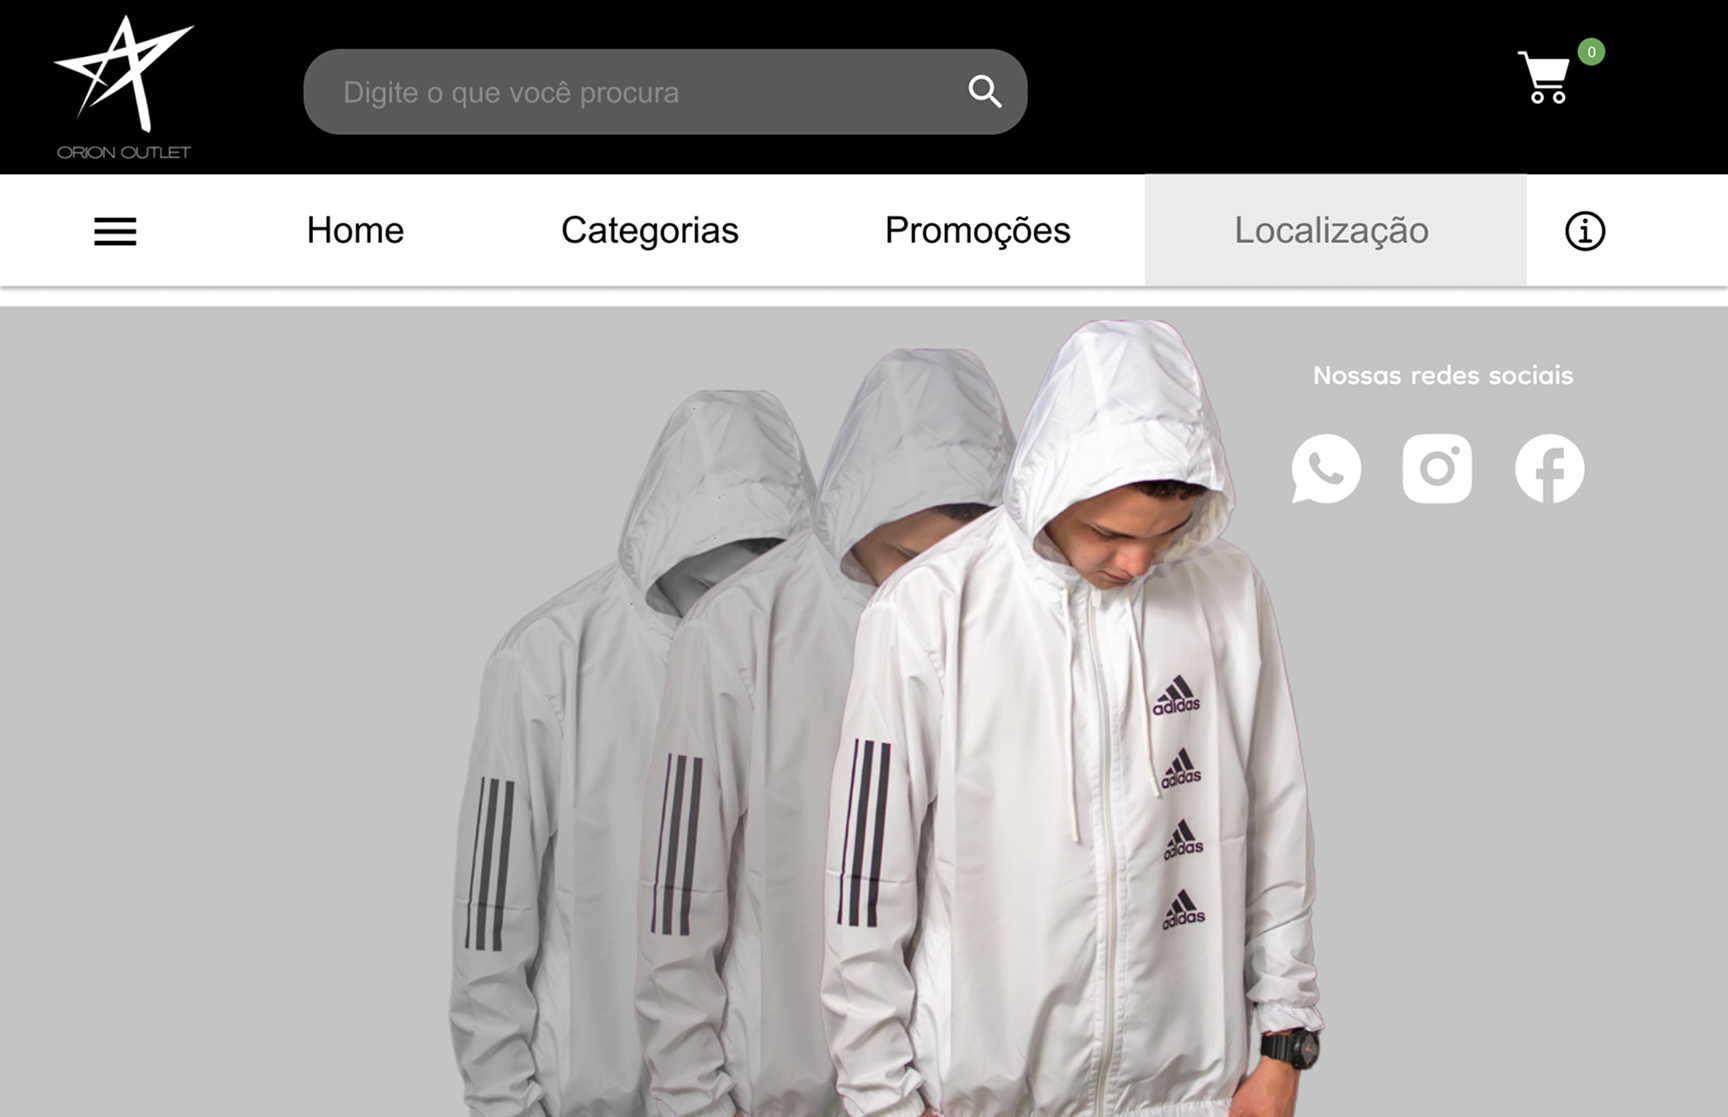 ORION OUTLET
Digite o que você procura
0
Home
Categorias
Promoções
Localização
Nossas redes sociais
adidas
adidas
adidas
adidas